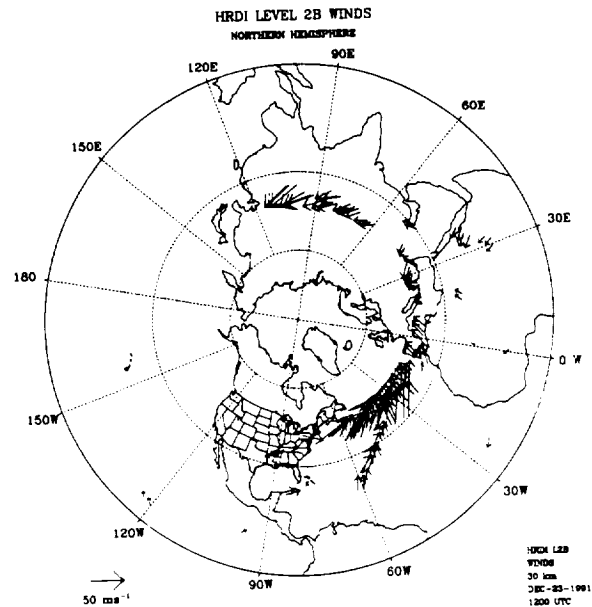 HRDI LEVEL 2B WINDS
NORTHERN HEMISPHERE
120E
90E
60E
150E
30E
180
0 W
150W
30W
120W
90W
60W
50 ms⁻¹
HRDI L2B
WINDS
30 km
DEC-23-1991
1200 UTC